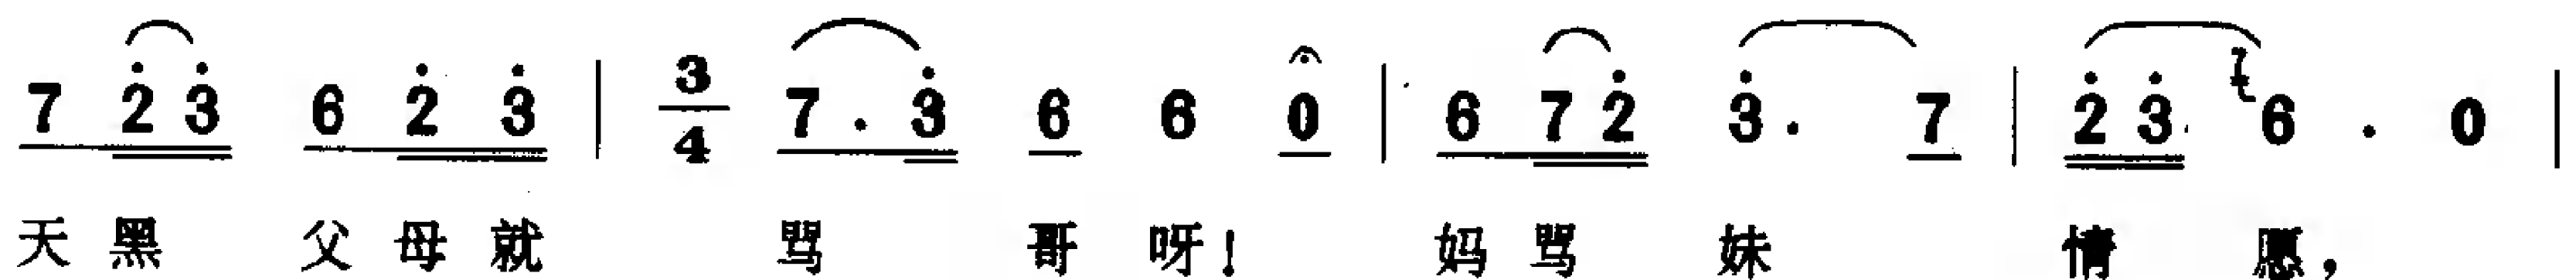 7 2 3 6 2 3 | 3/4 7 . 3 6 6 0 | 6 7 2 3 . 7 | 2 3 7 6 . 0 |
天黑 父母就 骂 哥呀！ 妈骂 妹 情 愿，